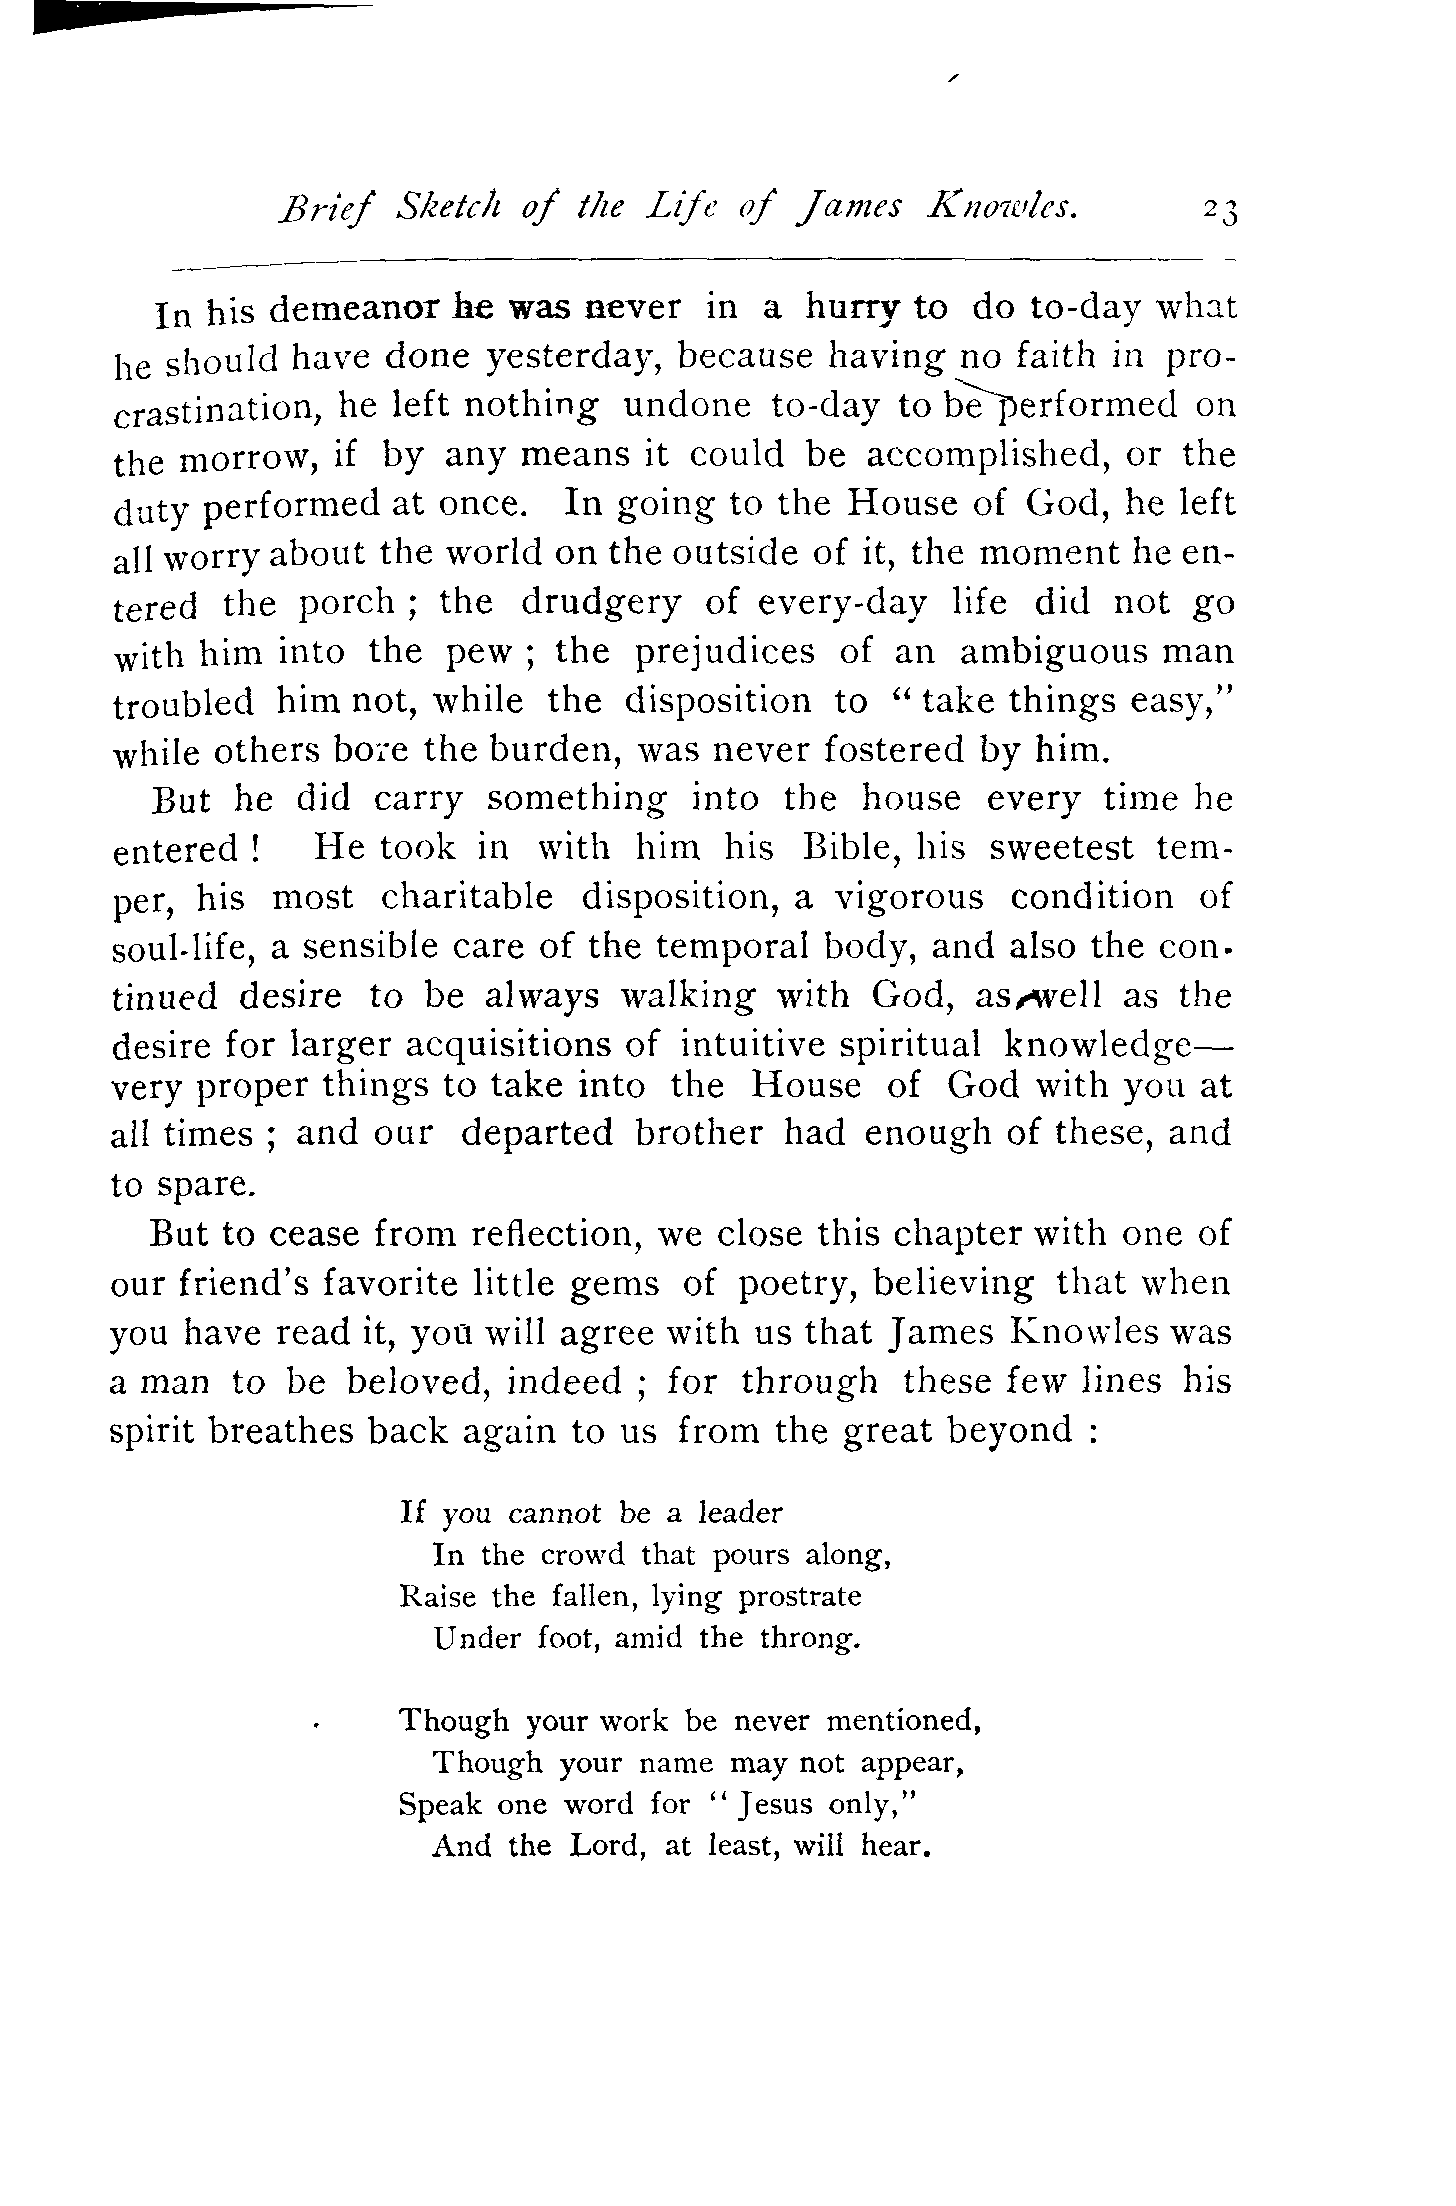 Brief Sketch of the Life of James Knowles. 23
In his demeanor he was never in a hurry to do to-day what
he should have done yesterday, because having no faith in pro-
crastination, he left nothing undone to-day to be performed on
the morrow, if by any means it could be accomplished, or the
duty performed at once. In going to the House of God, he left
all worry about the world on the outside of it, the moment he en-
tered the porch ; the drudgery of every-day life did not go
with him into the pew ; the prejudices of an ambiguous man
troubled him not, while the disposition to “ take things easy,”
while others bore the burden, was never fostered by him.
But he did carry something into the house every time he
entered ! He took in with him his Bible, his sweetest tem-
per, his most charitable disposition, a vigorous condition of
soul-life, a sensible care of the temporal body, and also the con-
tinued desire to be always walking with God, as well as the
desire for larger acquisitions of intuitive spiritual knowledge—
very proper things to take into the House of God with you at
all times ; and our departed brother had enough of these, and
to spare.
But to cease from reflection, we close this chapter with one of
our friend’s favorite little gems of poetry, believing that when
you have read it, you will agree with us that James Knowles was
a man to be beloved, indeed ; for through these few lines his
spirit breathes back again to us from the great beyond :
If you cannot be a leader
In the crowd that pours along,
Raise the fallen, lying prostrate
Under foot, amid the throng.
Though your work be never mentioned,
Though your name may not appear,
Speak one word for “ Jesus only,”
And the Lord, at least, will hear.